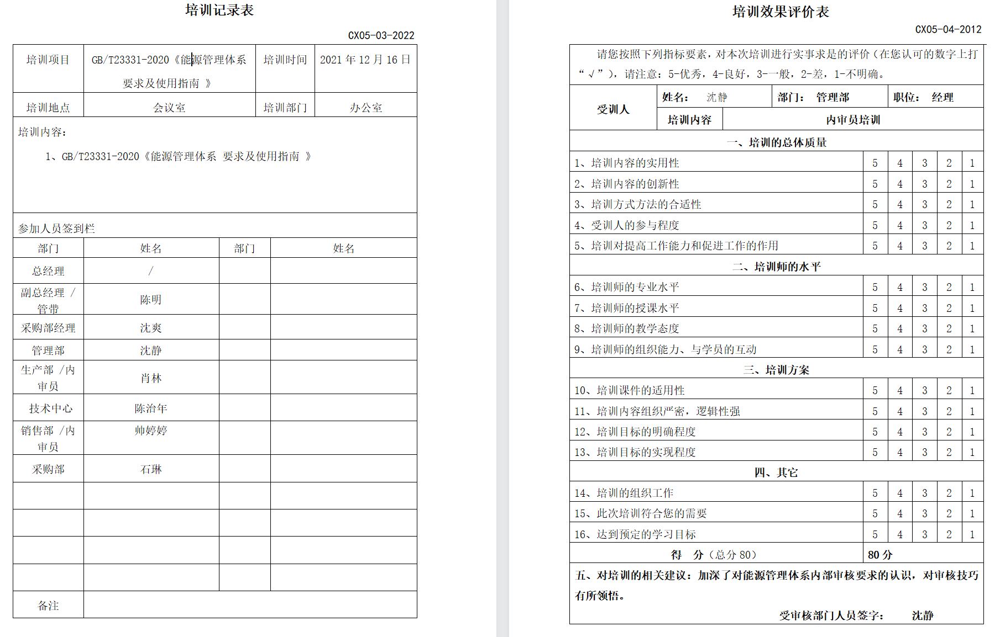 培训记录表
CX05-03-2022
培训项目 GB/T23331-2020《能源管理体系 要求及使用指南 》 培训时间 2021 年 12 月 16 日
培训地点 会议室 培训部门 办公室
培训内容：
1、GB/T23331-2020《能源管理体系 要求及使用指南 》
参加人员签到栏
部门 姓名 部门 姓名
总经理 /
副总经理 /管带 陈明
采购部经理 沈爽
管理部 沈静
生产部 /内审员 肖林
技术中心 陈治年
销售部 /内审员 帅婷婷
采购部 石琳
备注
培训效果评价表
CX05-04-2012
请您按照下列指标要素，对本次培训进行实事求是的评价（在您认可的数字上打
“√”），请注意：5-优秀，4-良好，3-一般，2-差，1-不明确。
受训人 姓名： 沈静 部门： 管理部 职位： 经理
培训内容 内审员培训
一、培训的总体质量
1、培训内容的实用性 5 4 3 2 1
2、培训内容的创新性 5 4 3 2 1
3、培训方式方法的合适性 5 4 3 2 1
4、受训人的参与程度 5 4 3 2 1
5、培训对提高工作能力和促进工作的作用 5 4 3 2 1
二、培训师的水平
6、培训师的专业水平 5 4 3 2 1
7、培训师的授课水平 5 4 3 2 1
8、培训师的教学态度 5 4 3 2 1
9、培训师的组织能力、与学员的互动 5 4 3 2 1
三、培训方案
10、培训课件的适用性 5 4 3 2 1
11、培训内容组织严密，逻辑性强 5 4 3 2 1
12、培训目标的明确程度 5 4 3 2 1
13、培训目标的实现程度 5 4 3 2 1
四、其它
14、培训的组织工作 5 4 3 2 1
15、此次培训符合您的需要 5 4 3 2 1
16、达到预定的学习目标 5 4 3 2 1
得 分（总分 80） 80 分
五、对培训的相关建议：加深了对能源管理体系内部审核要求的认识，对审核技巧
有所领悟。
受审核部门人员签字： 沈静